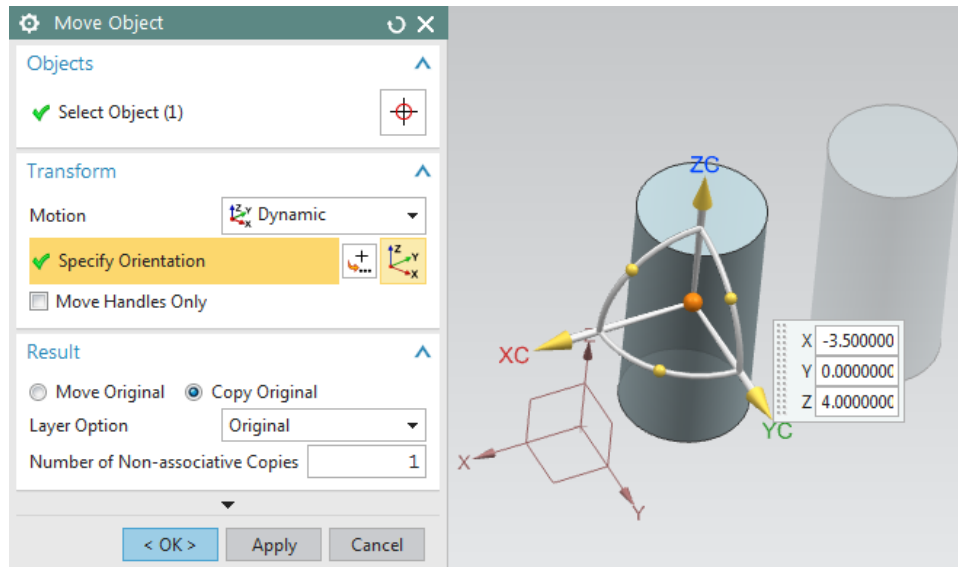 Move Object
Objects
Select Object (1)
Transform
Motion
Z Y X Dynamic
Specify Orientation
Z Y X
Move Handles Only
Result
Move Original
Copy Original
Layer Option
Original
Number of Non-associative Copies
1
< OK >
Apply
Cancel
ZC
XC
YC
X -3.500000
Y 0.0000000
Z 4.0000000
X
Y